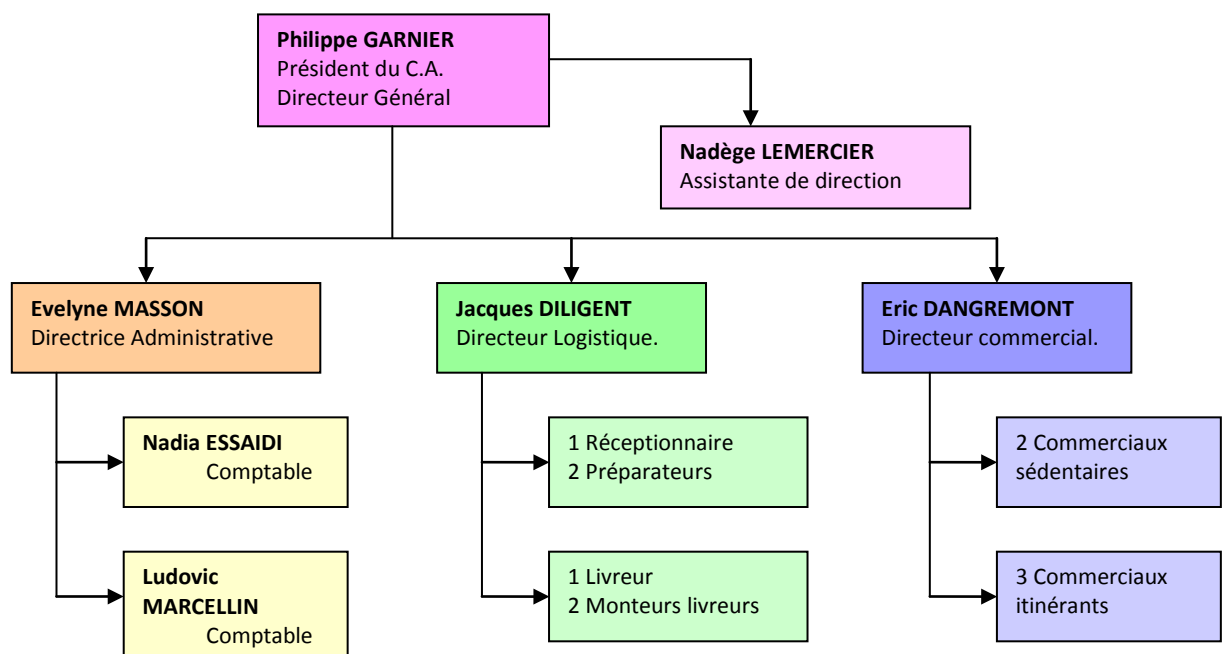 Philippe GARNIER
Président du C.A.
Directeur Général
Nadège LEMERCIER
Assistante de direction
Evelyne MASSON
Directrice Administrative
Jacques DILIGENT
Directeur Logistique.
Eric DANGREMONT
Directeur commercial.
Nadia ESSAIDI
Comptable
Ludovic
MARCELLIN
Comptable
1 Réceptionnaire
2 Préparateurs
1 Livreur
2 Monteurs livreurs
2 Commerciaux
sédentaires
3 Commerciaux
itinérants